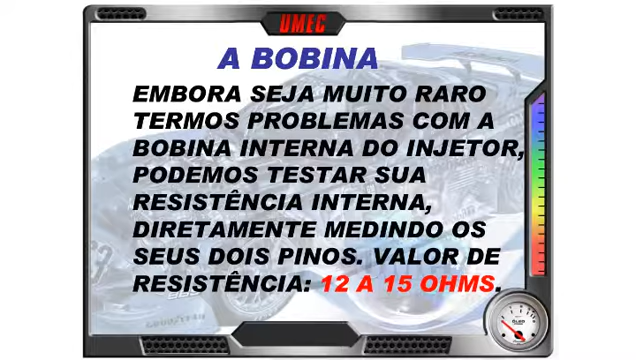 UMEC
A BOBINA
EMBORA SEJA MUITO RARO
TERMOS PROBLEMAS COM A
BOBINA INTERNA DO INJETOR,
PODEMOS TESTAR SUA
RESISTÊNCIA INTERNA,
DIRETAMENTE MEDINDO OS
SEUS DOIS PINOS. VALOR DE
RESISTÊNCIA: 12 A 15 OHMS.